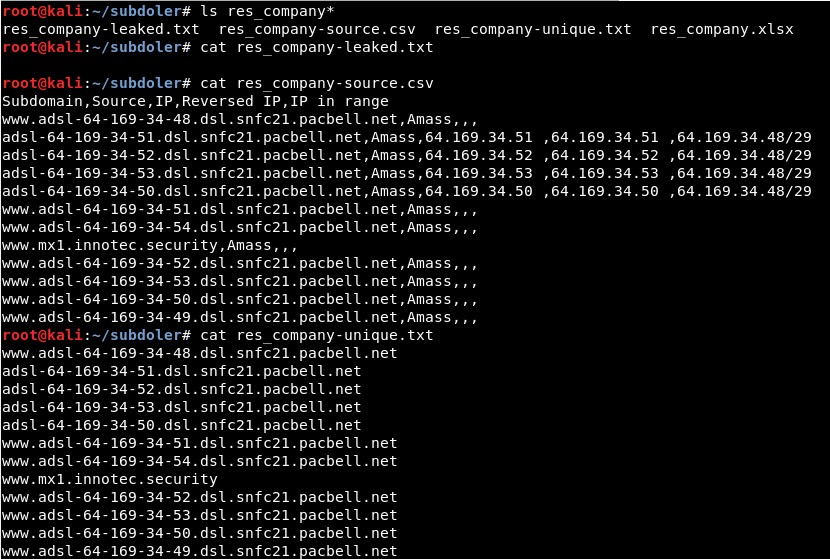 root@kali:~/subdoler# ls res_company*
res_company-leaked.txt  res_company-source.csv  res_company-unique.txt  res_company.xlsx
root@kali:~/subdoler# cat res_company-leaked.txt
root@kali:~/subdoler# cat res_company-source.csv
Subdomain,Source,IP,Reversed IP,IP in range
www.adsl-64-169-34-48.dsl.snfc21.pacbell.net,Amass,,,
adsl-64-169-34-51.dsl.snfc21.pacbell.net,Amass,64.169.34.51 ,64.169.34.51 ,64.169.34.48/29
adsl-64-169-34-52.dsl.snfc21.pacbell.net,Amass,64.169.34.52 ,64.169.34.52 ,64.169.34.48/29
adsl-64-169-34-53.dsl.snfc21.pacbell.net,Amass,64.169.34.53 ,64.169.34.53 ,64.169.34.48/29
adsl-64-169-34-50.dsl.snfc21.pacbell.net,Amass,64.169.34.50 ,64.169.34.50 ,64.169.34.48/29
www.adsl-64-169-34-51.dsl.snfc21.pacbell.net,Amass,,,
www.adsl-64-169-34-54.dsl.snfc21.pacbell.net,Amass,,,
www.mx1.innotec.security,Amass,,,
www.adsl-64-169-34-52.dsl.snfc21.pacbell.net,Amass,,,
www.adsl-64-169-34-53.dsl.snfc21.pacbell.net,Amass,,,
www.adsl-64-169-34-50.dsl.snfc21.pacbell.net,Amass,,,
www.adsl-64-169-34-49.dsl.snfc21.pacbell.net,Amass,,,
root@kali:~/subdoler# cat res_company-unique.txt
www.adsl-64-169-34-48.dsl.snfc21.pacbell.net
adsl-64-169-34-51.dsl.snfc21.pacbell.net
adsl-64-169-34-52.dsl.snfc21.pacbell.net
adsl-64-169-34-53.dsl.snfc21.pacbell.net
adsl-64-169-34-50.dsl.snfc21.pacbell.net
www.adsl-64-169-34-51.dsl.snfc21.pacbell.net
www.adsl-64-169-34-54.dsl.snfc21.pacbell.net
www.mx1.innotec.security
www.adsl-64-169-34-52.dsl.snfc21.pacbell.net
www.adsl-64-169-34-53.dsl.snfc21.pacbell.net
www.adsl-64-169-34-50.dsl.snfc21.pacbell.net
www.adsl-64-169-34-49.dsl.snfc21.pacbell.net